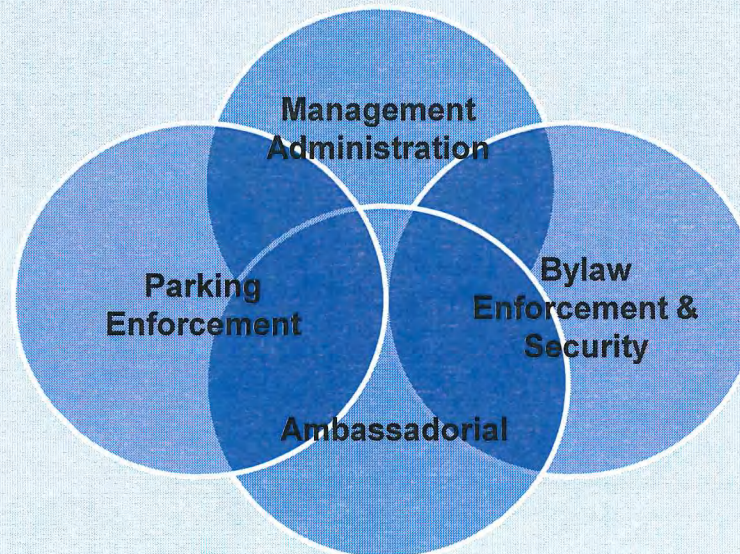 Management
Administration
Parking
Enforcement
Bylaw
Enforcement &
Security
Ambassadorial